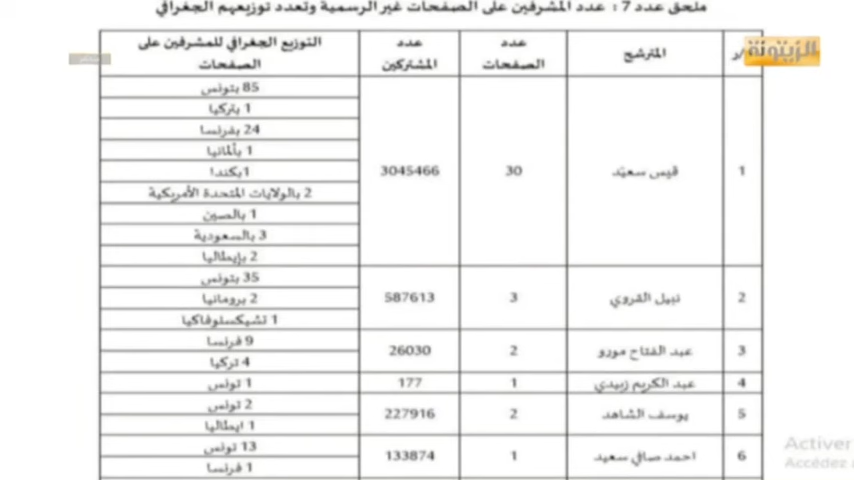 ملحق عدد 7 : عدد المشرفين على الصفحات غير الرسمية وتعدد توزيعهم الجغرافي
الزيتونة
ر/
المترشح
عدد الصفحات
عدد المشتركين
التوزيع الجغرافي للمشرفين على الصفحات
1
قيس سعيّد
30
3045466
85 بتونس
1 بتركيا
24 بفرنسا
1 بألمانيا
1بكندا
2 بالولايات المتحدة الأمريكية
1 بالصين
3 بالسعودية
2 بإيطاليا
2
نبيل القروي
3
587613
35 بتونس
2 برومانيا
1 تشيكسلوفاكيا
3
عبد الفتاح مورو
2
26030
9 فرنسا
4 تركيا
4
عبد الكريم زبيدي
1
177
1 تونس
5
يوسف الشاهد
2
227916
2 تونس
1 ايطاليا
6
احمد صافي سعيد
1
133874
13 تونس
1 فرنسا
Activer
Accédez